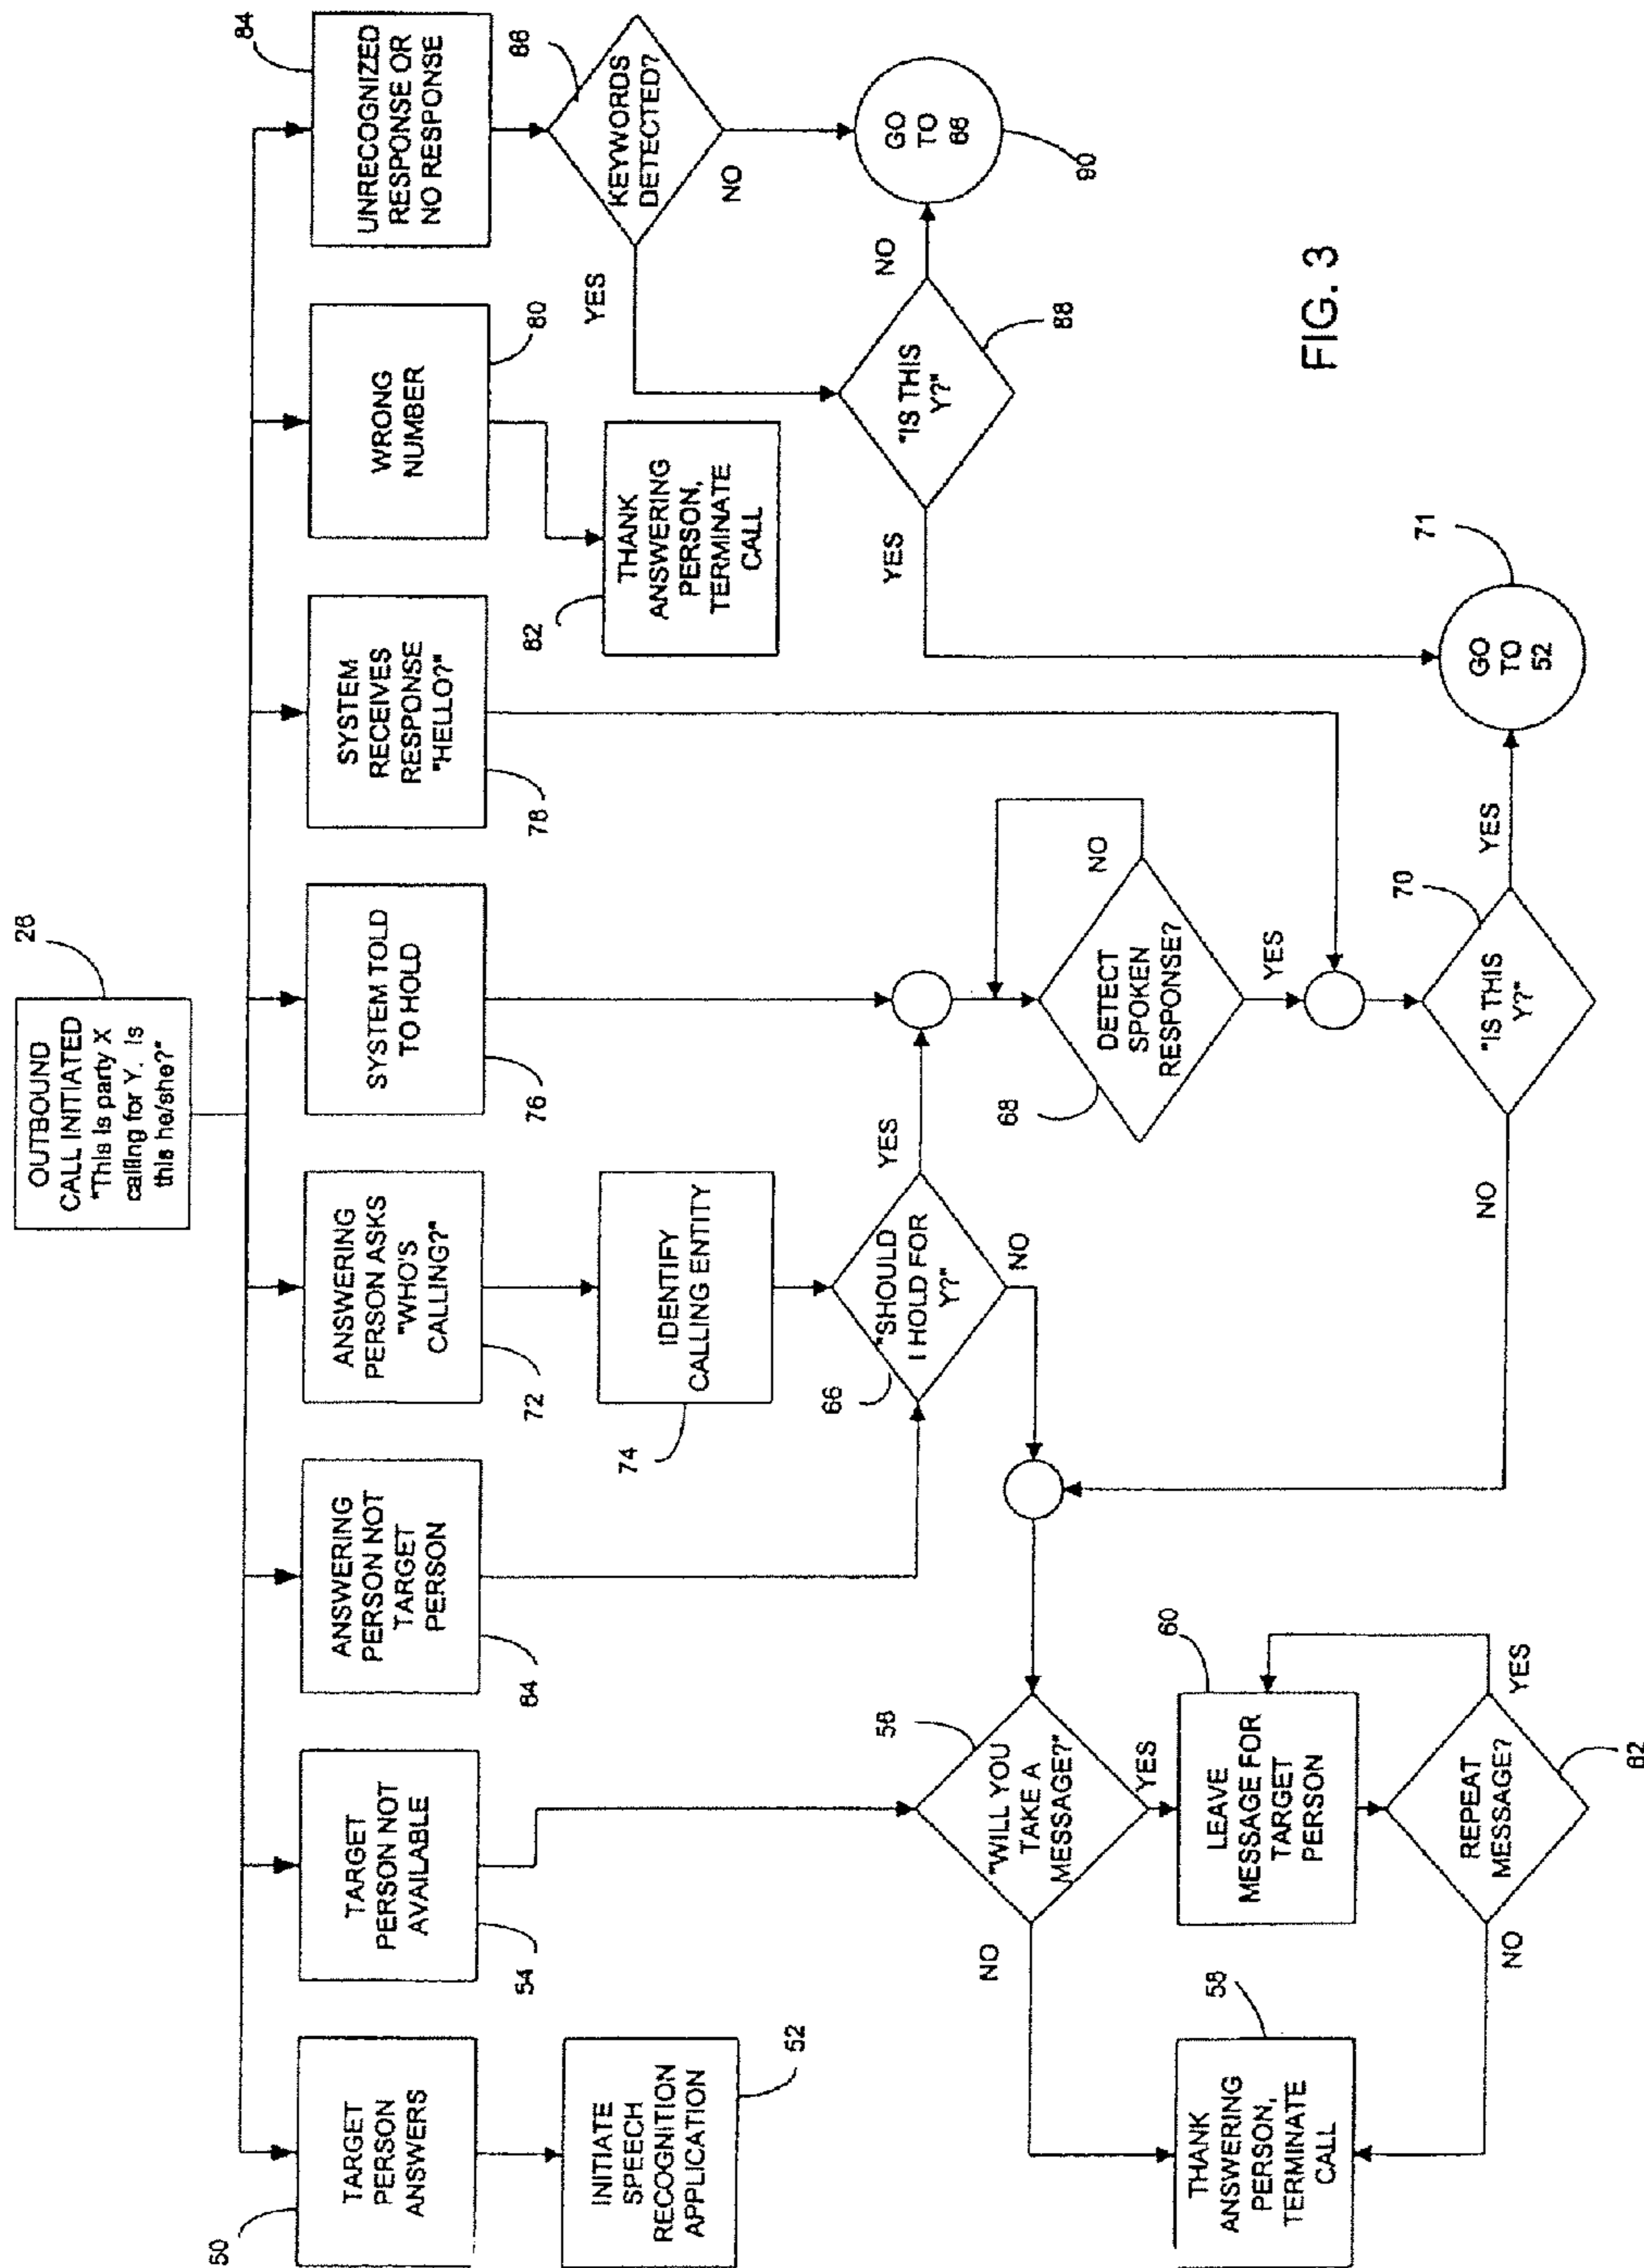 26
OUTBOUND
CALL INITIATED
"This is party X
calling for Y. Is
this he/she?"
50
TARGET
PERSON
ANSWERS
INITIATE
SPEECH
RECOGNITION
APPLICATION
52
TARGET
PERSON NOT
AVAILABLE
54
ANSWERING
PERSON NOT
TARGET
PERSON
64
ANSWERING
PERSON ASKS
"WHO'S
CALLING?"
72
IDENTIFY
CALLING ENTITY
74
SYSTEM TOLD
TO HOLD
76
SYSTEM
RECEIVES
RESPONSE
"HELLO?"
78
WRONG
NUMBER
80
THANK
ANSWERING
PERSON,
TERMINATE
CALL
82
84
UNRECOGNIZED
RESPONSE OR
NO RESPONSE
86
KEYWORDS
DETECTED?
YES
NO
GO
TO
66
90
"IS THIS
Y?"
88
NO
YES
"SHOULD
I HOLD FOR
Y?"
66
YES
NO
DETECT
SPOKEN
RESPONSE?
68
NO
YES
"IS THIS
Y?"
70
YES
NO
GO
TO
52
71
"WILL YOU
TAKE A
MESSAGE?"
56
NO
YES
LEAVE
MESSAGE FOR
TARGET
PERSON
60
REPEAT
MESSAGE?
62
YES
NO
THANK
ANSWERING
PERSON,
TERMINATE
CALL
58
FIG. 3